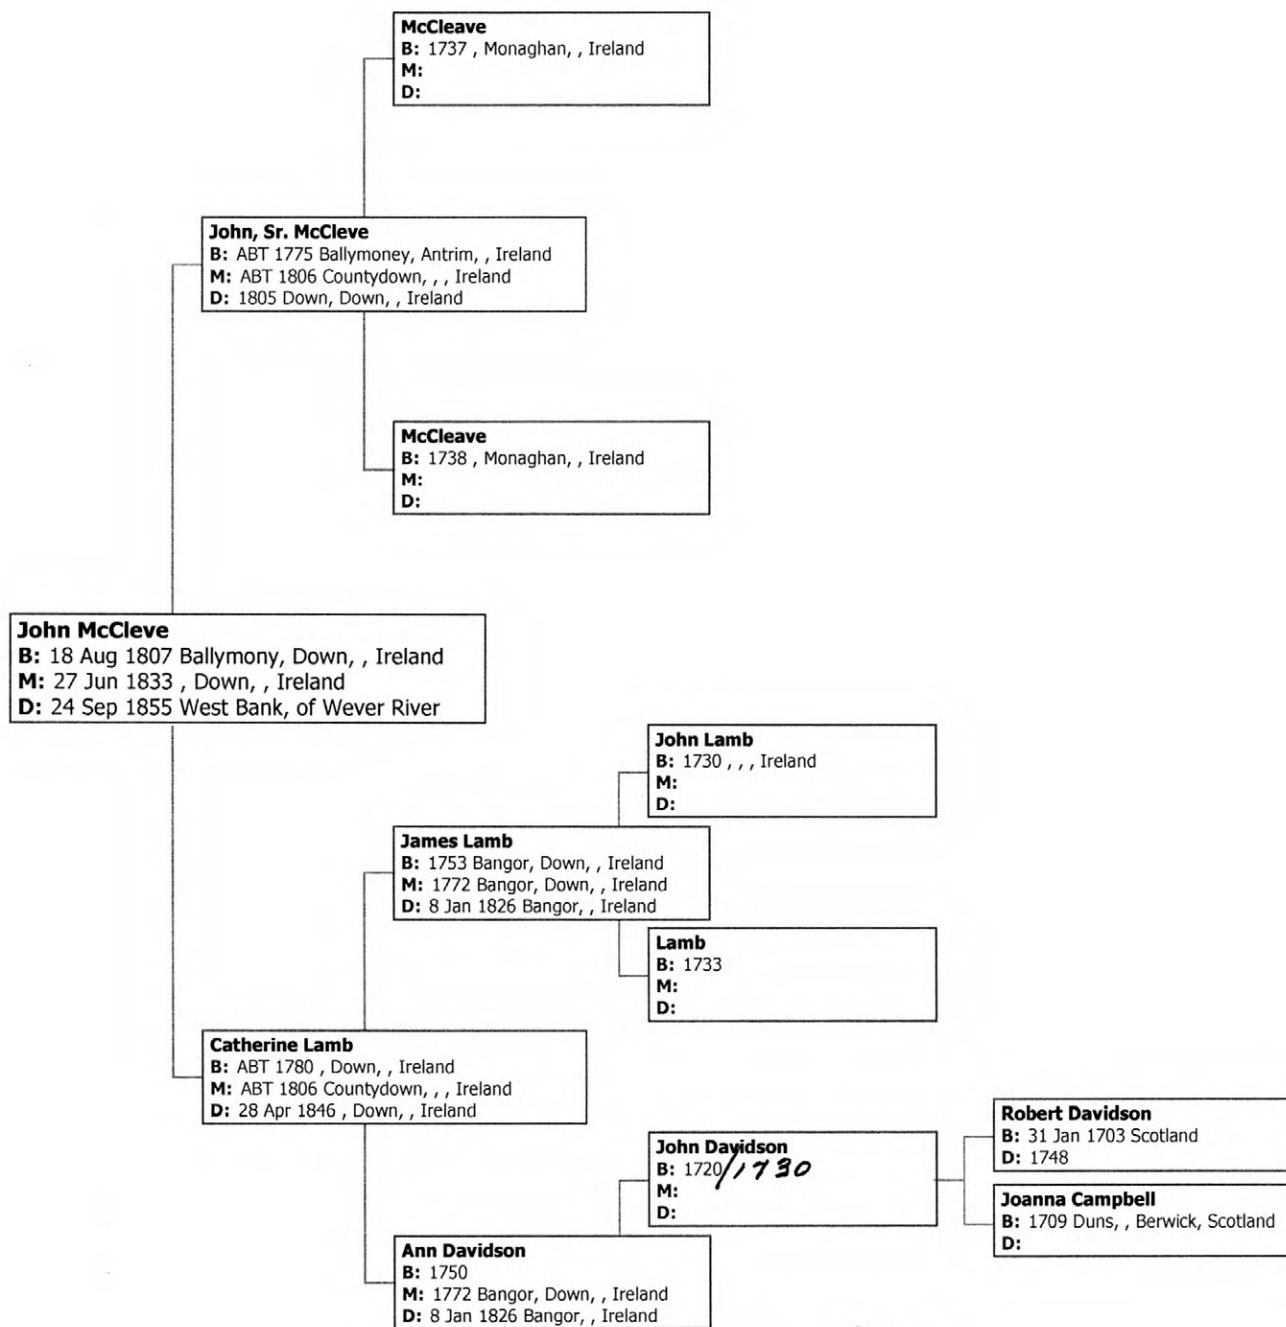 McCleave
B: 1737 , Monaghan, , Ireland
M:
D:
John, Sr. McCleve
B: ABT 1775 Ballymoney, Antrim, , Ireland
M: ABT 1806 Countydown, , , Ireland
D: 1805 Down, Down, , Ireland
McCleave
B: 1738 , Monaghan, , Ireland
M:
D:
John McCleve
B: 18 Aug 1807 Ballymony, Down, , Ireland
M: 27 Jun 1833 , Down, , Ireland
D: 24 Sep 1855 West Bank, of Wever River
John Lamb
B: 1730 , , , Ireland
M:
D:
James Lamb
B: 1753 Bangor, Down, , Ireland
M: 1772 Bangor, Down, , Ireland
D: 8 Jan 1826 Bangor, , Ireland
Lamb
B: 1733
M:
D:
Catherine Lamb
B: ABT 1780 , Down, , Ireland
M: ABT 1806 Countydown, , , Ireland
D: 28 Apr 1846 , Down, , Ireland
Robert Davidson
B: 31 Jan 1703 Scotland
D: 1748
John Davidson
B: 1720/1730
M:
D:
Joanna Campbell
B: 1709 Duns, , Berwick, Scotland
D:
Ann Davidson
B: 1750
M: 1772 Bangor, Down, , Ireland
D: 8 Jan 1826 Bangor, , Ireland